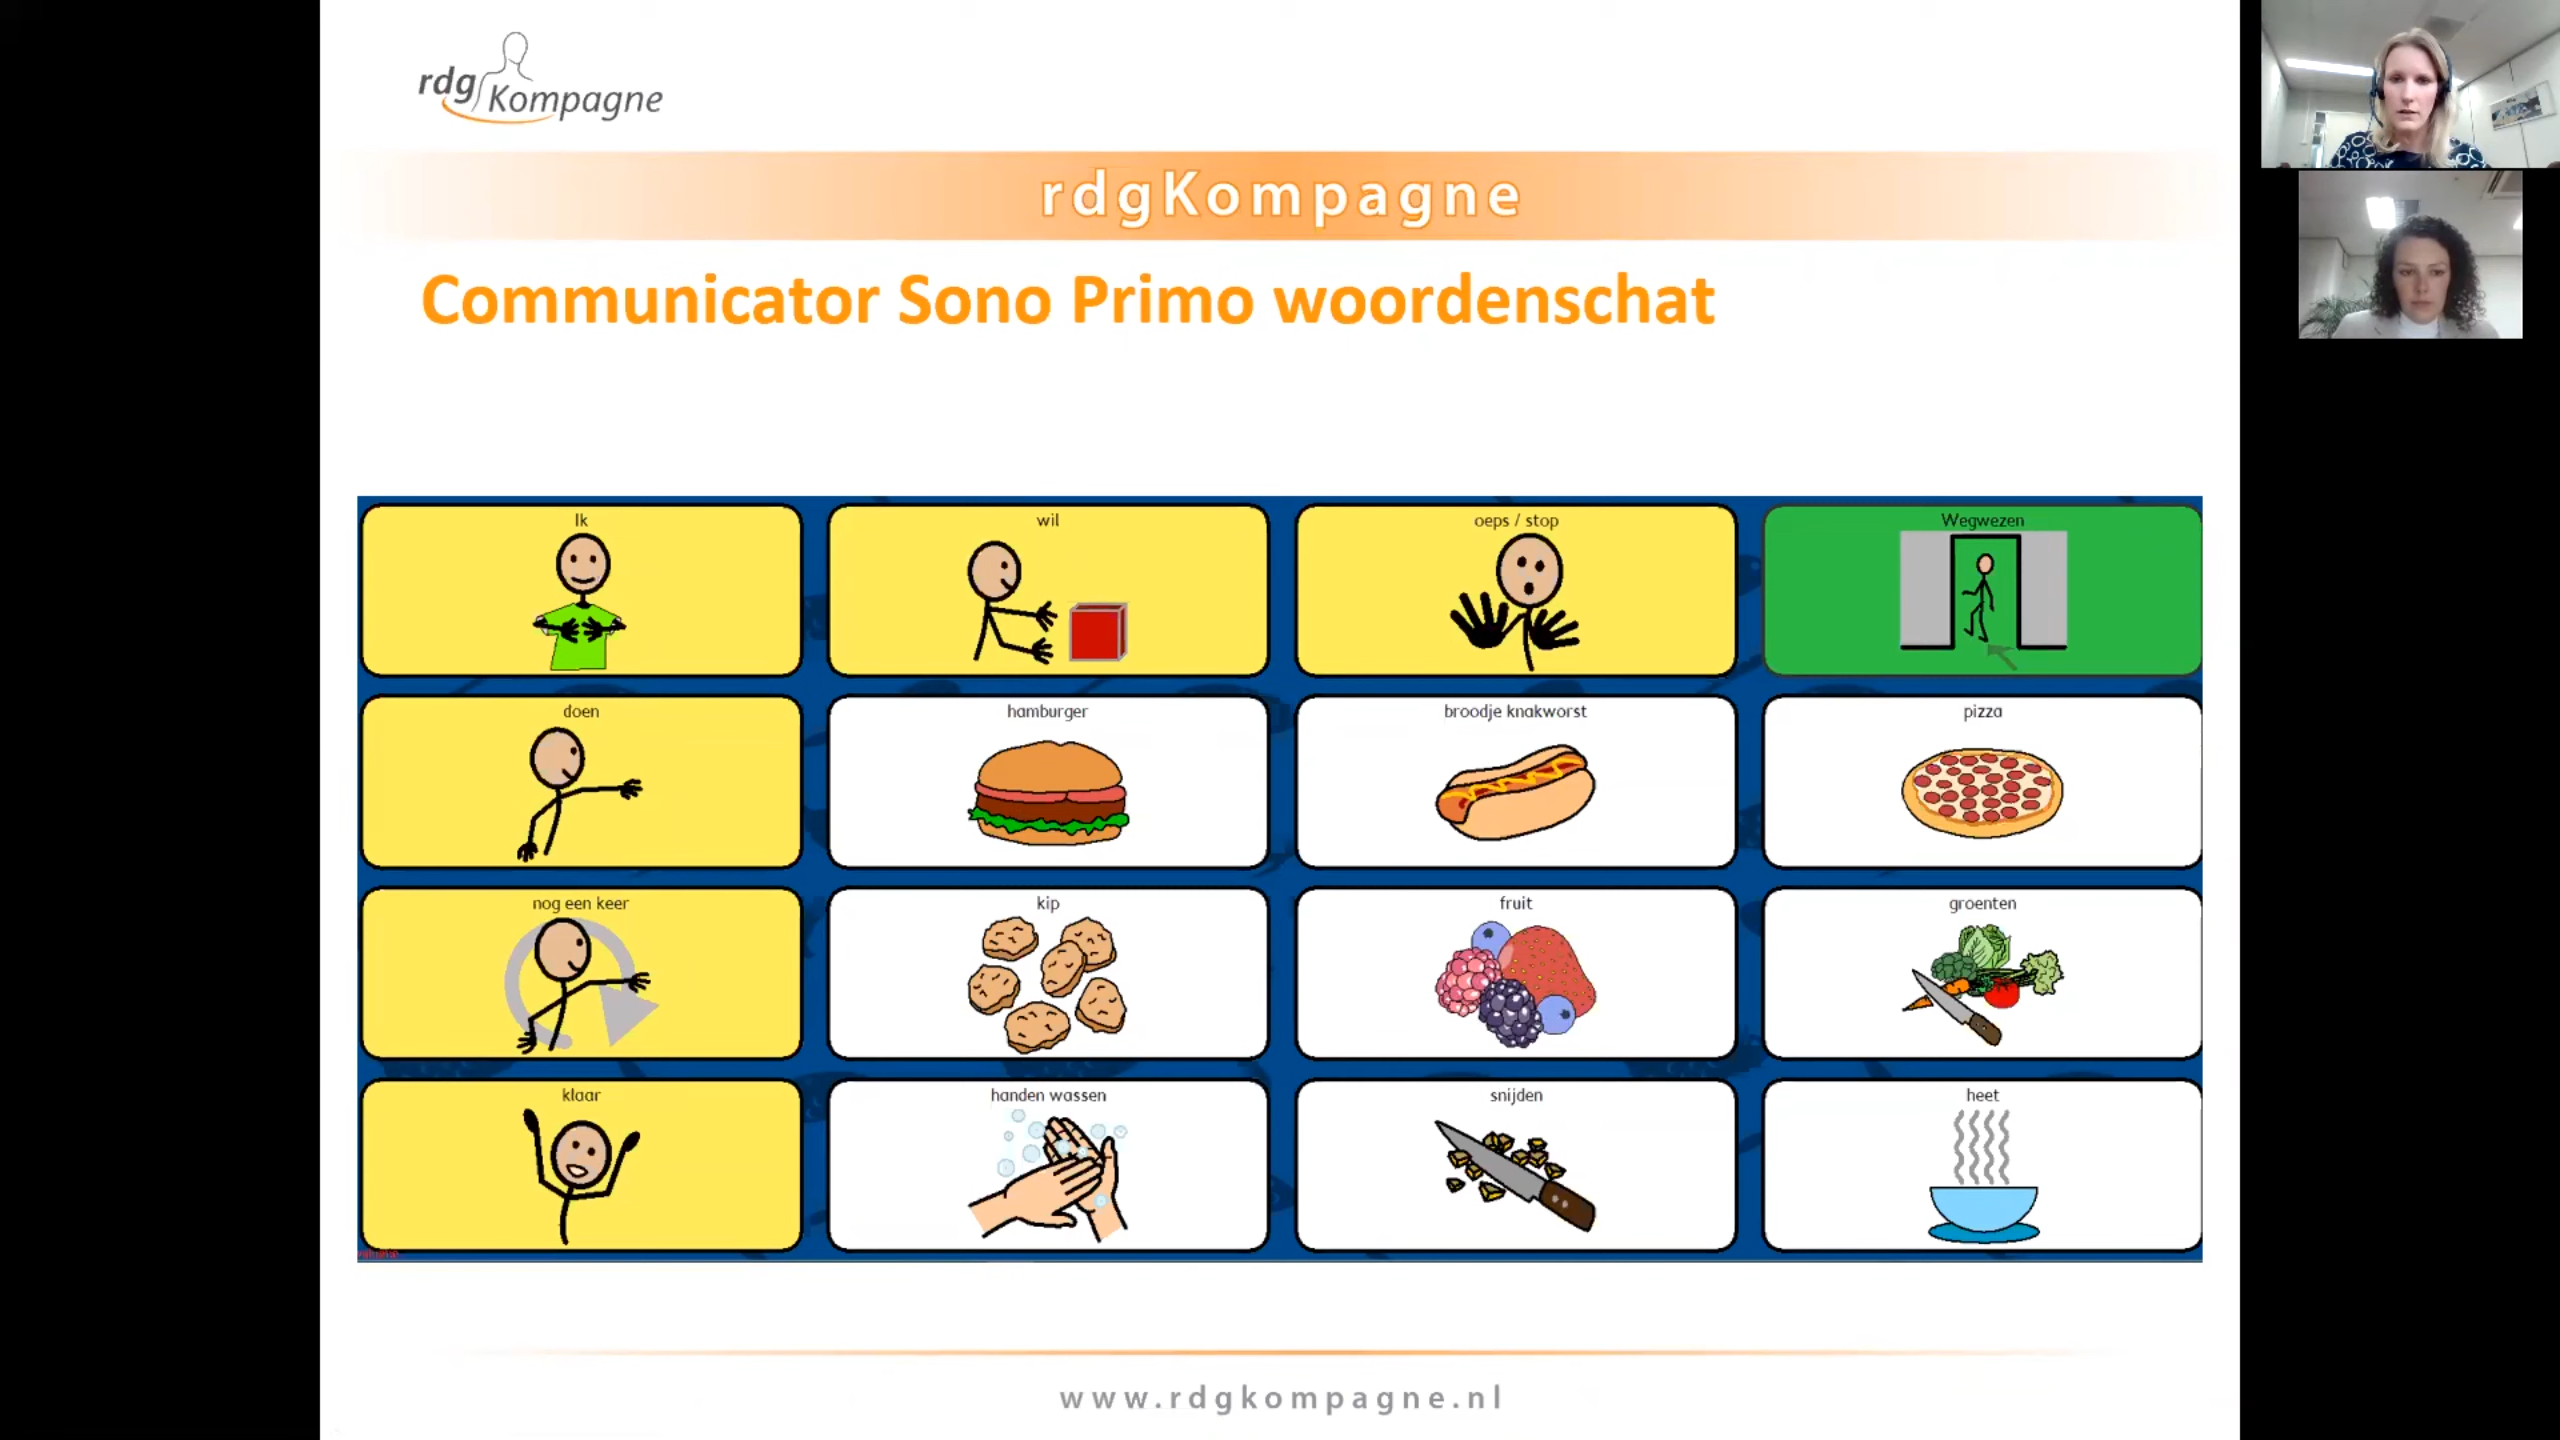 rdg Kompagne
rdgKompagne
Communicator Sono Primo woordenschat
Ik
wil
oeps / stop
Wegwezen
doen
hamburger
broodje knakworst
pizza
nog een keer
kip
fruit
groenten
klaar
handen wassen
snijden
heet
www.rdgkompagne.nl